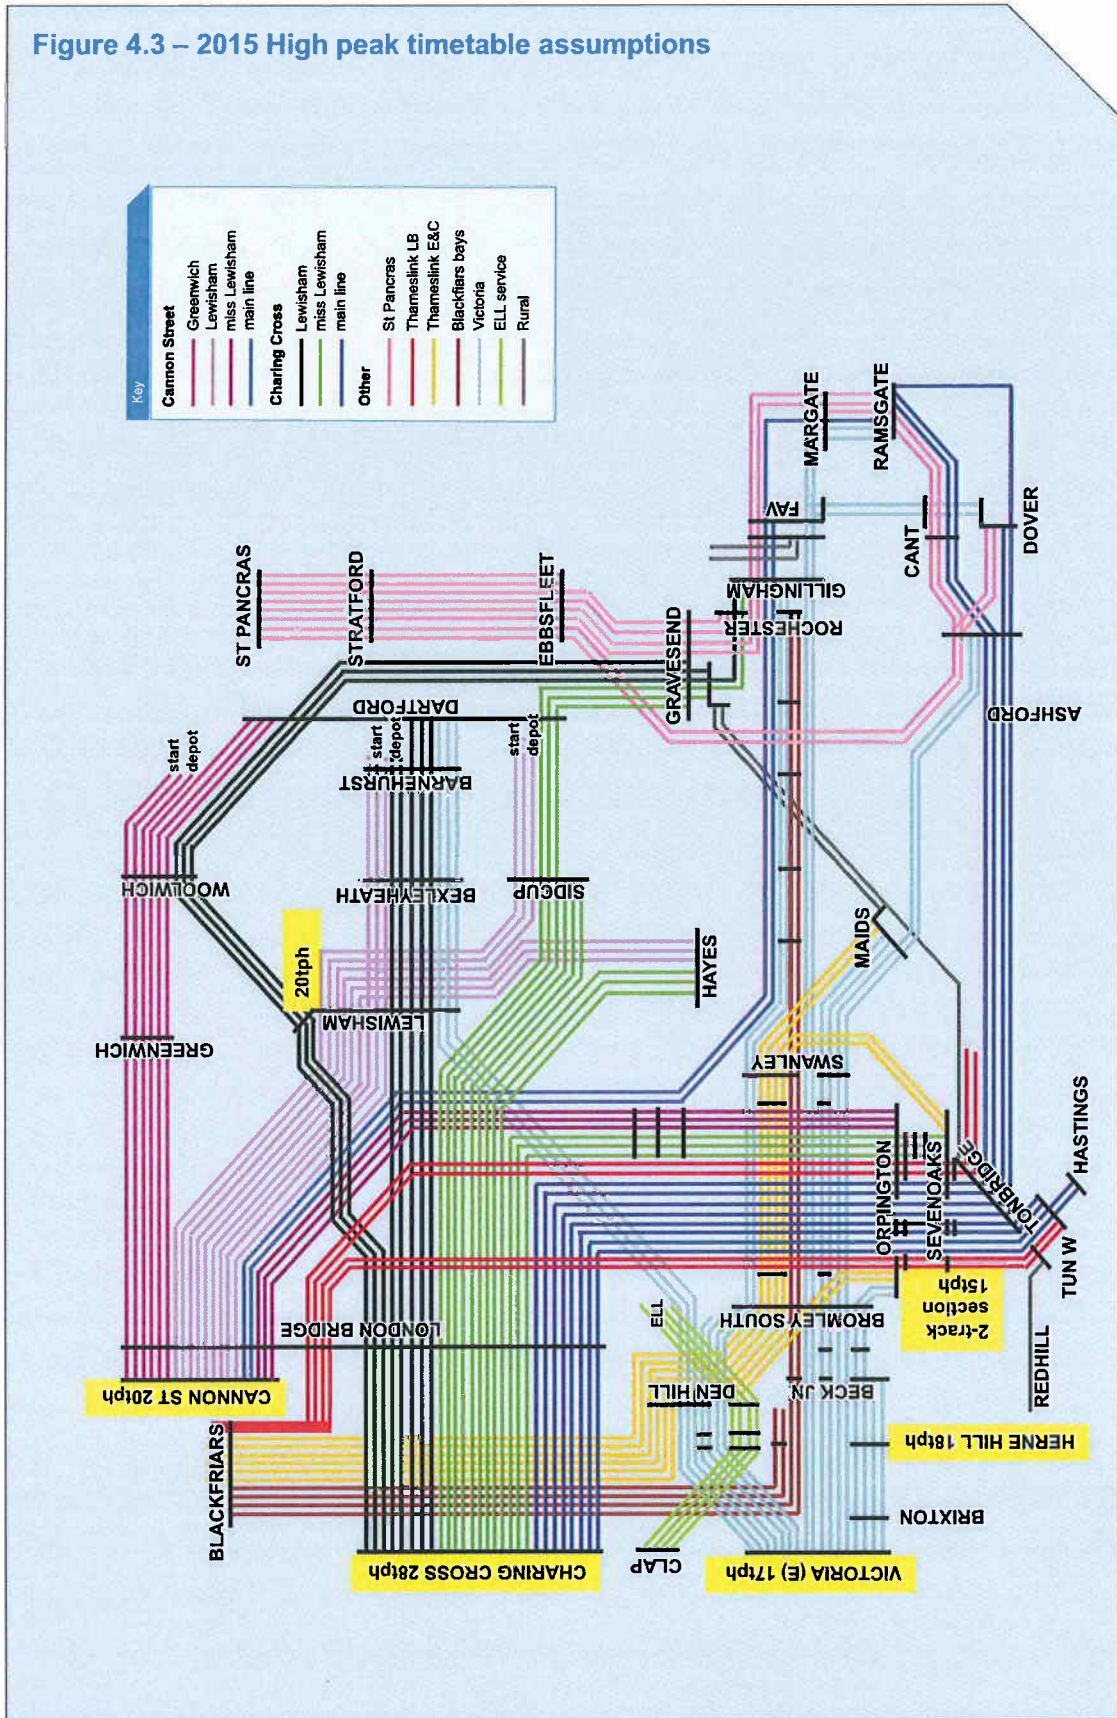 Figure 4.3 – 2015 High peak timetable assumptions
Key
Cannon Street
Greenwich
Lewisham
miss Lewisham
main line
Charing Cross
Lewisham
miss Lewisham
main line
Other
St Pancras
Thameslink LB
Thameslink E&C
Blackfiars bays
Victoria
ELL service
Rural
ST PANCRAS
STRATFORD
EBBSFLEET
DARTFORD
start
depot
start
depot
start
depot
BARNEHURST
GRAVESEND
ROCHESTER
GILLINGHAM
FAV
MARGATE
RAMSGATE
CANT
DOVER
ASHFORD
WOOLWICH
BEXLEYHEATH
SIDCUP
20tph
HAYES
MAIDS
GREENWICH
LEWISHAM
SWANLEY
ORPINGTON
SEVENOAKS
TONBRIDGE
HASTINGS
TUN W
2-track
section
15tph
REDHILL
LONDON BRIDGE
ELL
BROMLEY SOUTH
CANNON ST 20tph
DEN HILL
BECK JN
BLACKFRIARS
HERNE HILL 18tph
BRIXTON
CHARING CROSS 28tph
CLAP
VICTORIA (E) 17tph